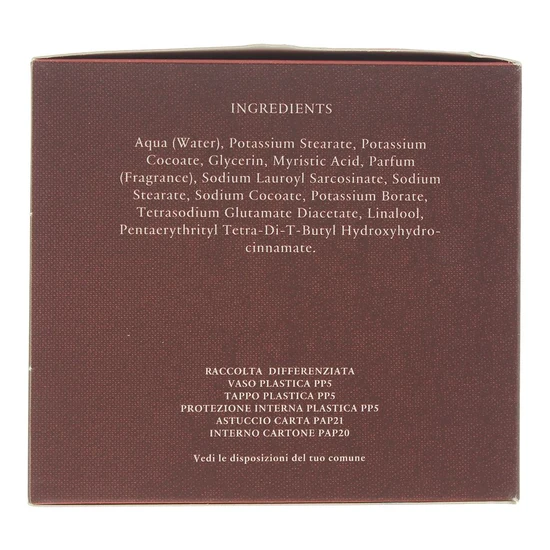 INGREDIENTS
Aqua (Water), Potassium Stearate, Potassium
Cocoate, Glycerin, Myristic Acid, Parfum
(Fragrance), Sodium Lauroyl Sarcosinate, Sodium
Stearate, Sodium Cocoate, Potassium Borate,
Tetrasodium Glutamate Diacetate, Linalool,
Pentaerythrityl Tetra-Di-T-Butyl Hydroxyhydro-
cinnamate.
RACCOLTA DIFFERENZIATA
VASO PLASTICA PP5
TAPPO PLASTICA PP5
PROTEZIONE INTERNA PLASTICA PP5
ASTUCCIO CARTA PAP21
INTERNO CARTONE PAP20
Vedi le disposizioni del tuo comune